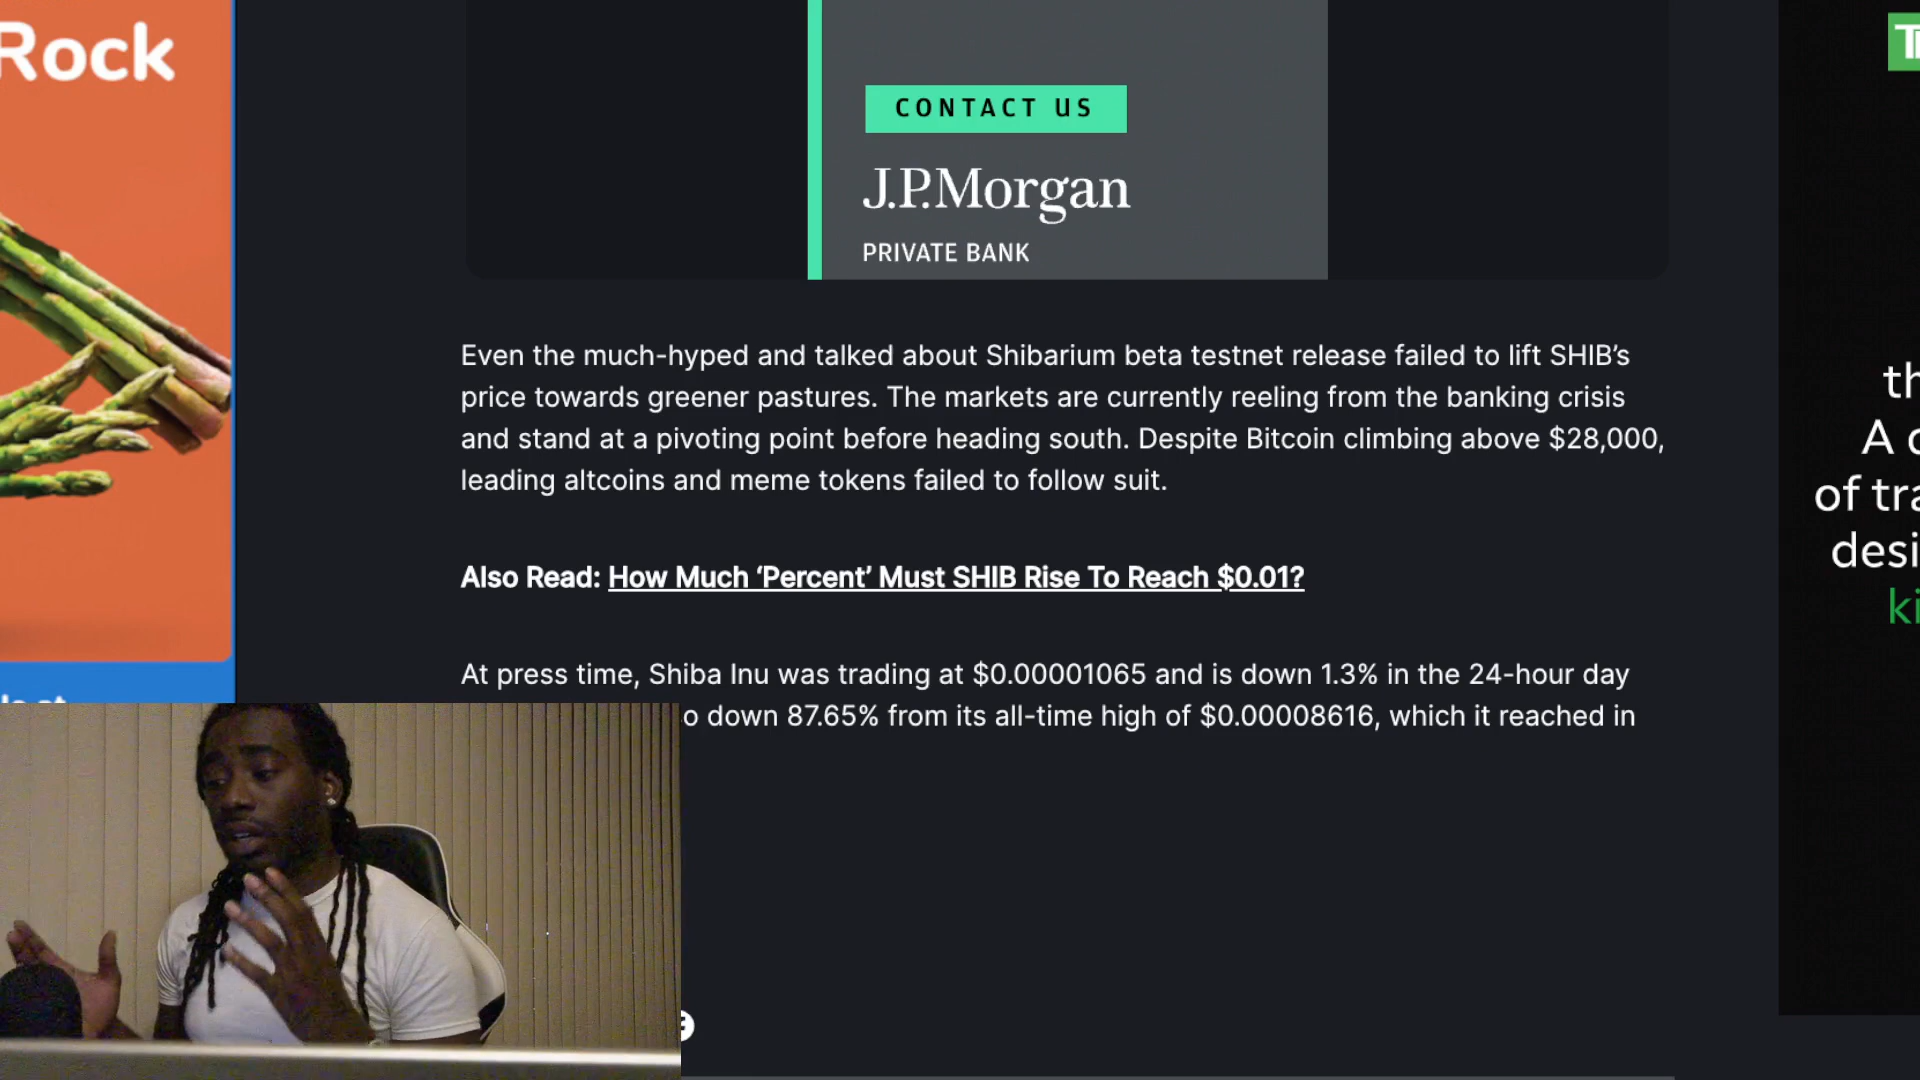 Rock
CONTACT US
J.P.Morgan
PRIVATE BANK
Even the much-hyped and talked about Shibarium beta testnet release failed to lift SHIB’s
price towards greener pastures. The markets are currently reeling from the banking crisis
and stand at a pivoting point before heading south. Despite Bitcoin climbing above $28,000,
leading altcoins and meme tokens failed to follow suit.
Also Read: How Much ‘Percent’ Must SHIB Rise To Reach $0.01?
At press time, Shiba Inu was trading at $0.00001065 and is down 1.3% in the 24-hour day
down 87.65% from its all-time high of $0.00008616, which it reached in
A
of